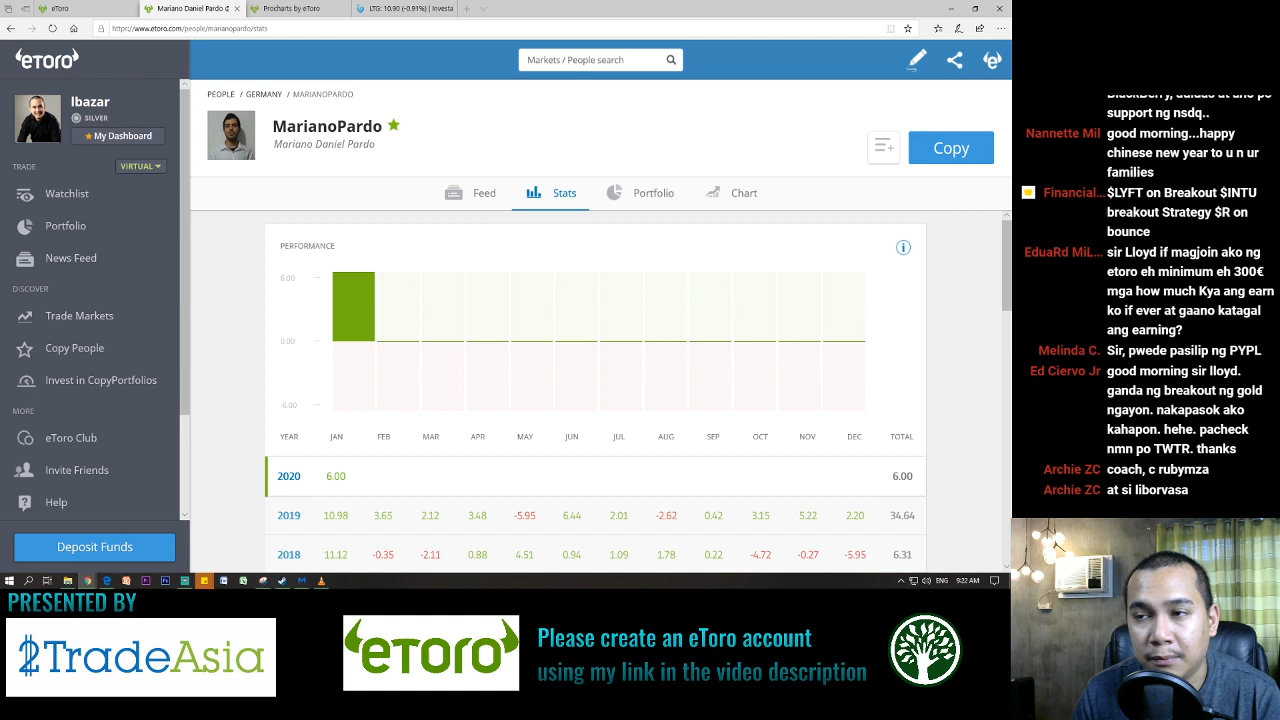 eToro
Mariano Daniel Pardo
Procharts by Efren
LTG: 10.90 (-0.91%) | Investa
https://www.etoro.com/people/marianopardo/stats
eToro
Markets / People search
lbazar
SILVER
My Dashboard
TRADE
VIRTUAL
Watchlist
Portfolio
News Feed
DISCOVER
Trade Markets
Copy People
Invest in CopyPortfolios
MORE
eToro Club
Invite Friends
Help
Deposit Funds
PEOPLE / GERMANY / MARIANOPARDO
MarianoPardo
Mariano Daniel Pardo
Copy
Feed Stats Portfolio Chart
PERFORMANCE
6.00
0.00
-6.00
YEAR JAN FEB MAR APR MAY JUN JUL AUG SEP OCT NOV DEC TOTAL
2020 6.00 6.00
2019 10.98 3.65 2.12 3.48 -5.95 6.44 2.01 -2.62 0.42 3.15 5.22 2.20 34.64
2018 11.12 -0.35 -2.11 0.88 4.51 0.94 1.09 1.78 0.22 -4.72 -0.27 -5.95 6.31
ENG 9:22 AM
BlackBerry, adidas at ano po
support ng nsdq..
Nannette Mil good morning...happy
chinese new year to u n ur
families
Financial... $LYFT on Breakout $INTU
breakout Strategy $R on
bounce
EduaRd MiL... sir Lloyd if magjoin ako ng
etoro eh minimum eh 300€
mga how much Kya ang earn
ko if ever at gaano katagal
ang earning?
Melinda C. Sir, pwede pasilip ng PYPL
Ed Ciervo Jr good morning sir lloyd.
ganda ng breakout ng gold
ngayon. nakapasok ako
kahapon. hehe. pacheck
nmn po TWTR. thanks
Archie ZC coach, c rubymza
Archie ZC at si liborvasa
PRESENTED BY
2TradeAsia
eToro
Please create an eToro account
using my link in the video description